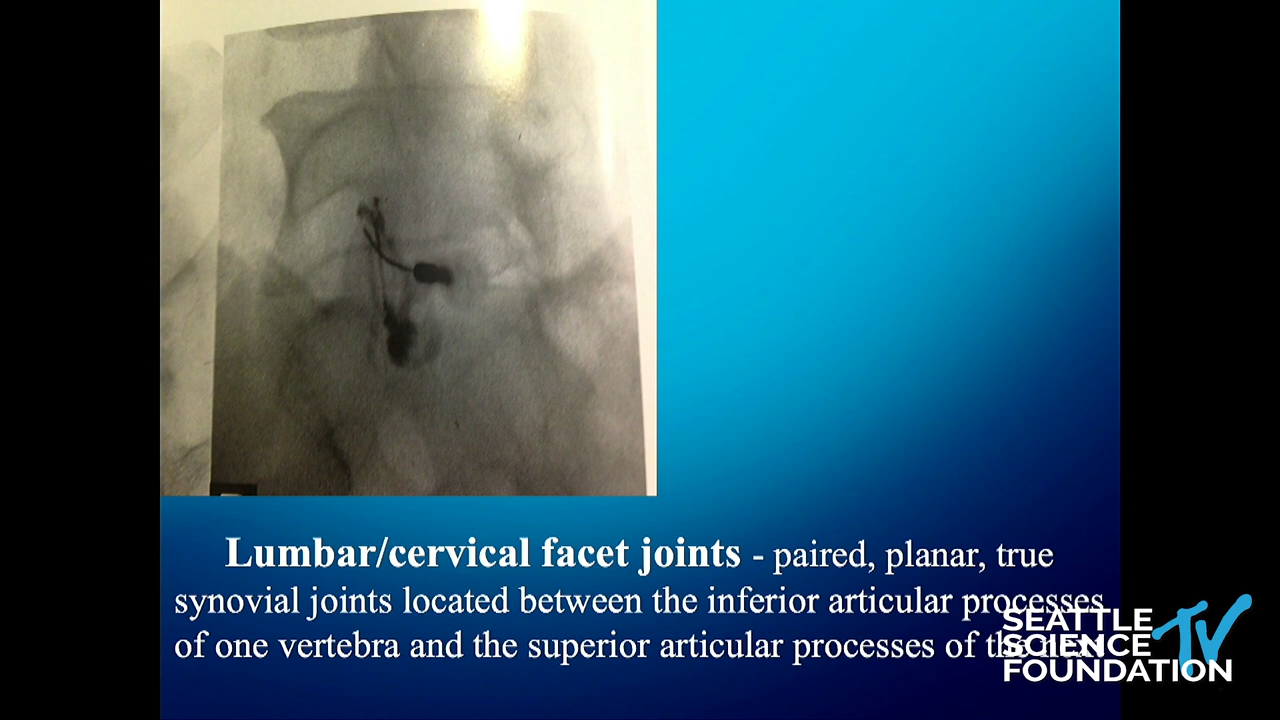 Lumbar/cervical facet joints - paired, planar, true
synovial joints located between the inferior articular processes
of one vertebra and the superior articular processes of the
SEATTLE
SCIENCE TV
FOUNDATION